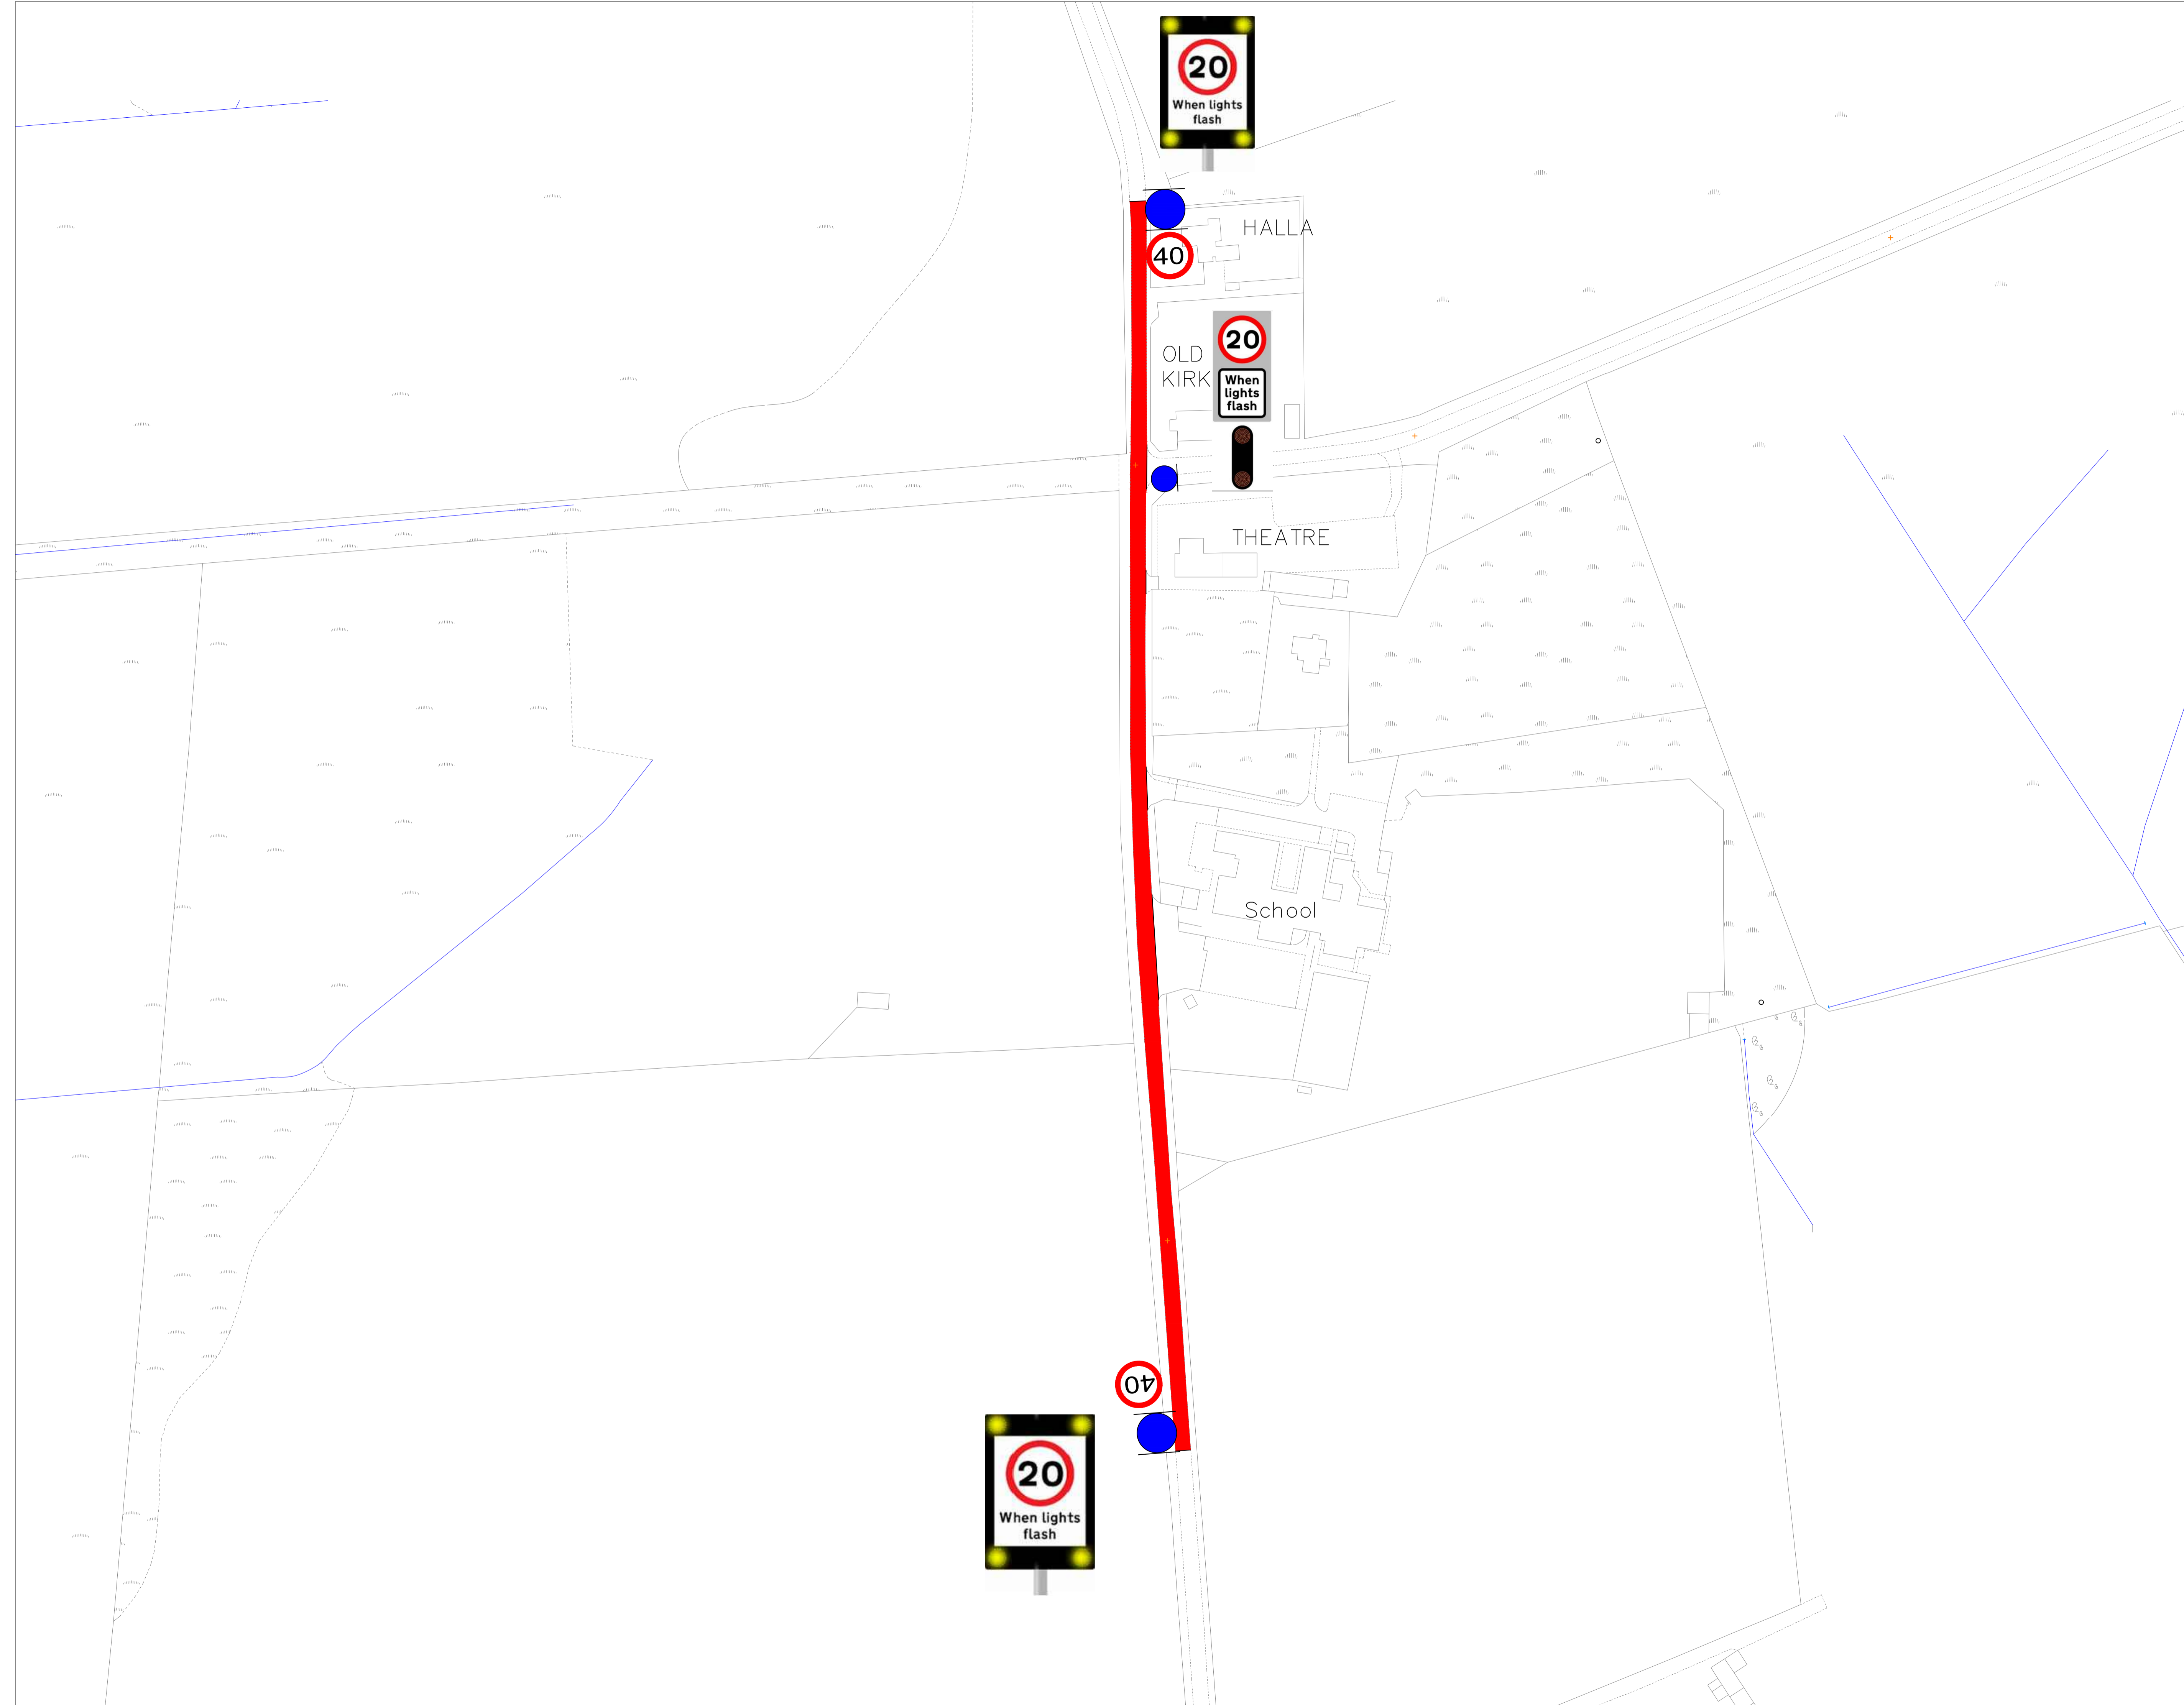 20
When lights
flash
HALLA
40
20
OLD
KIRK
When
lights
flash
THEATRE
School
40
20
When lights
flash